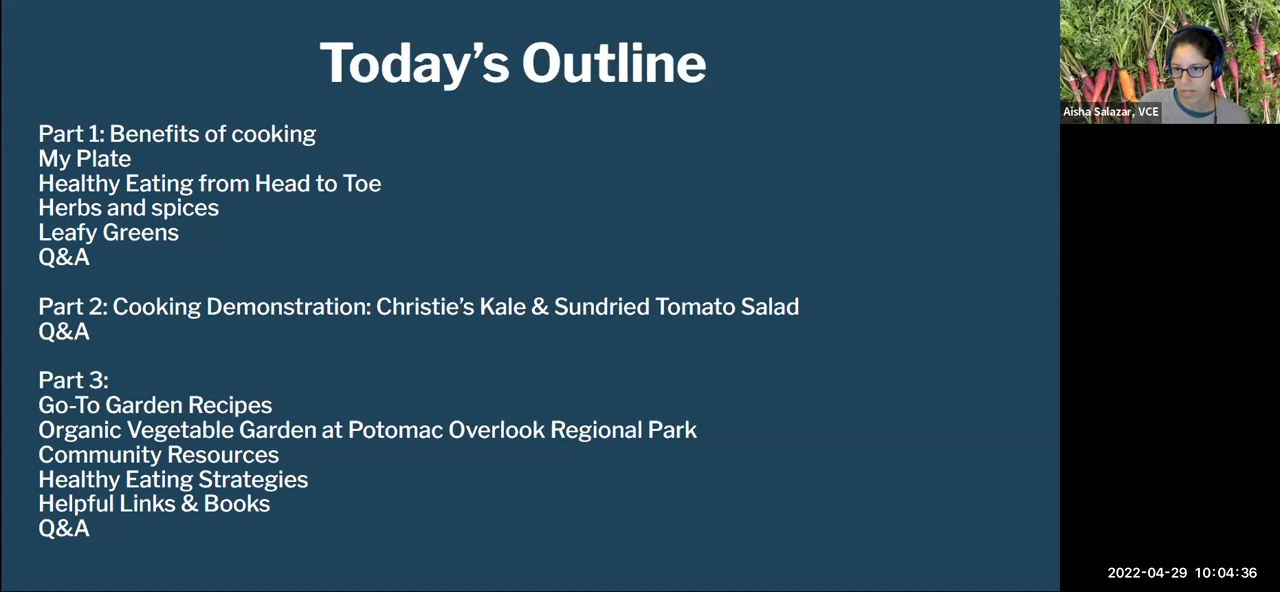 Today's Outline
Part 1: Benefits of cooking
My Plate
Healthy Eating from Head to Toe
Herbs and spices
Leafy Greens
Q&A
Part 2: Cooking Demonstration: Christie's Kale & Sundried Tomato Salad
Q&A
Part 3:
Go-To Garden Recipes
Organic Vegetable Garden at Potomac Overlook Regional Park
Community Resources
Healthy Eating Strategies
Helpful Links & Books
Q&A
Aisha Salazar, VCE
2022-04-29 10:04:36